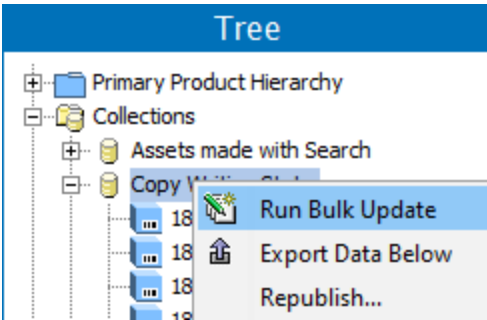 Tree
Primary Product Hierarchy
Collections
Assets made with Search
Copy
18
Run Bulk Update
18
Export Data Below
18
Republish...
18